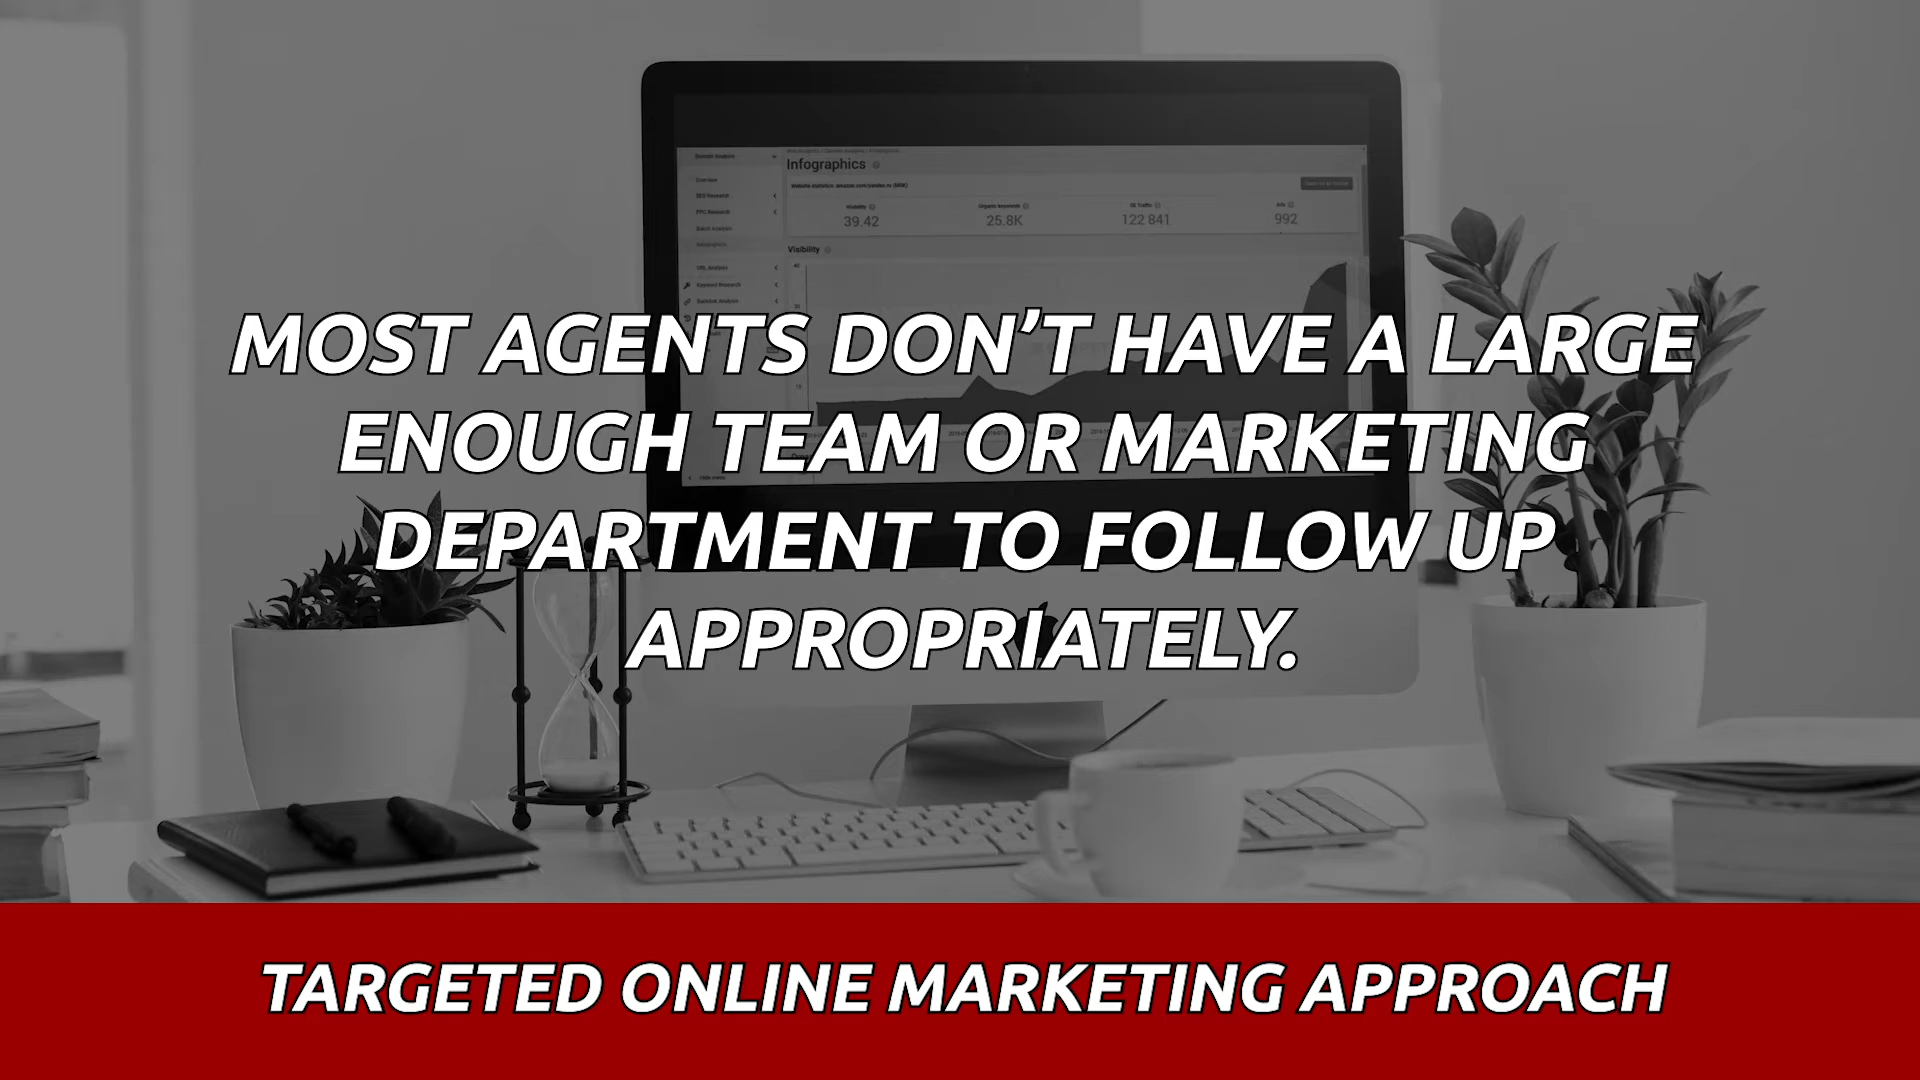 Infographics
39.42
25.8K
122 841
992
Visibility
MOST AGENTS DON'T HAVE A LARGE
ENOUGH TEAM OR MARKETING
DEPARTMENT TO FOLLOW UP
APPROPRIATELY.
TARGETED ONLINE MARKETING APPROACH